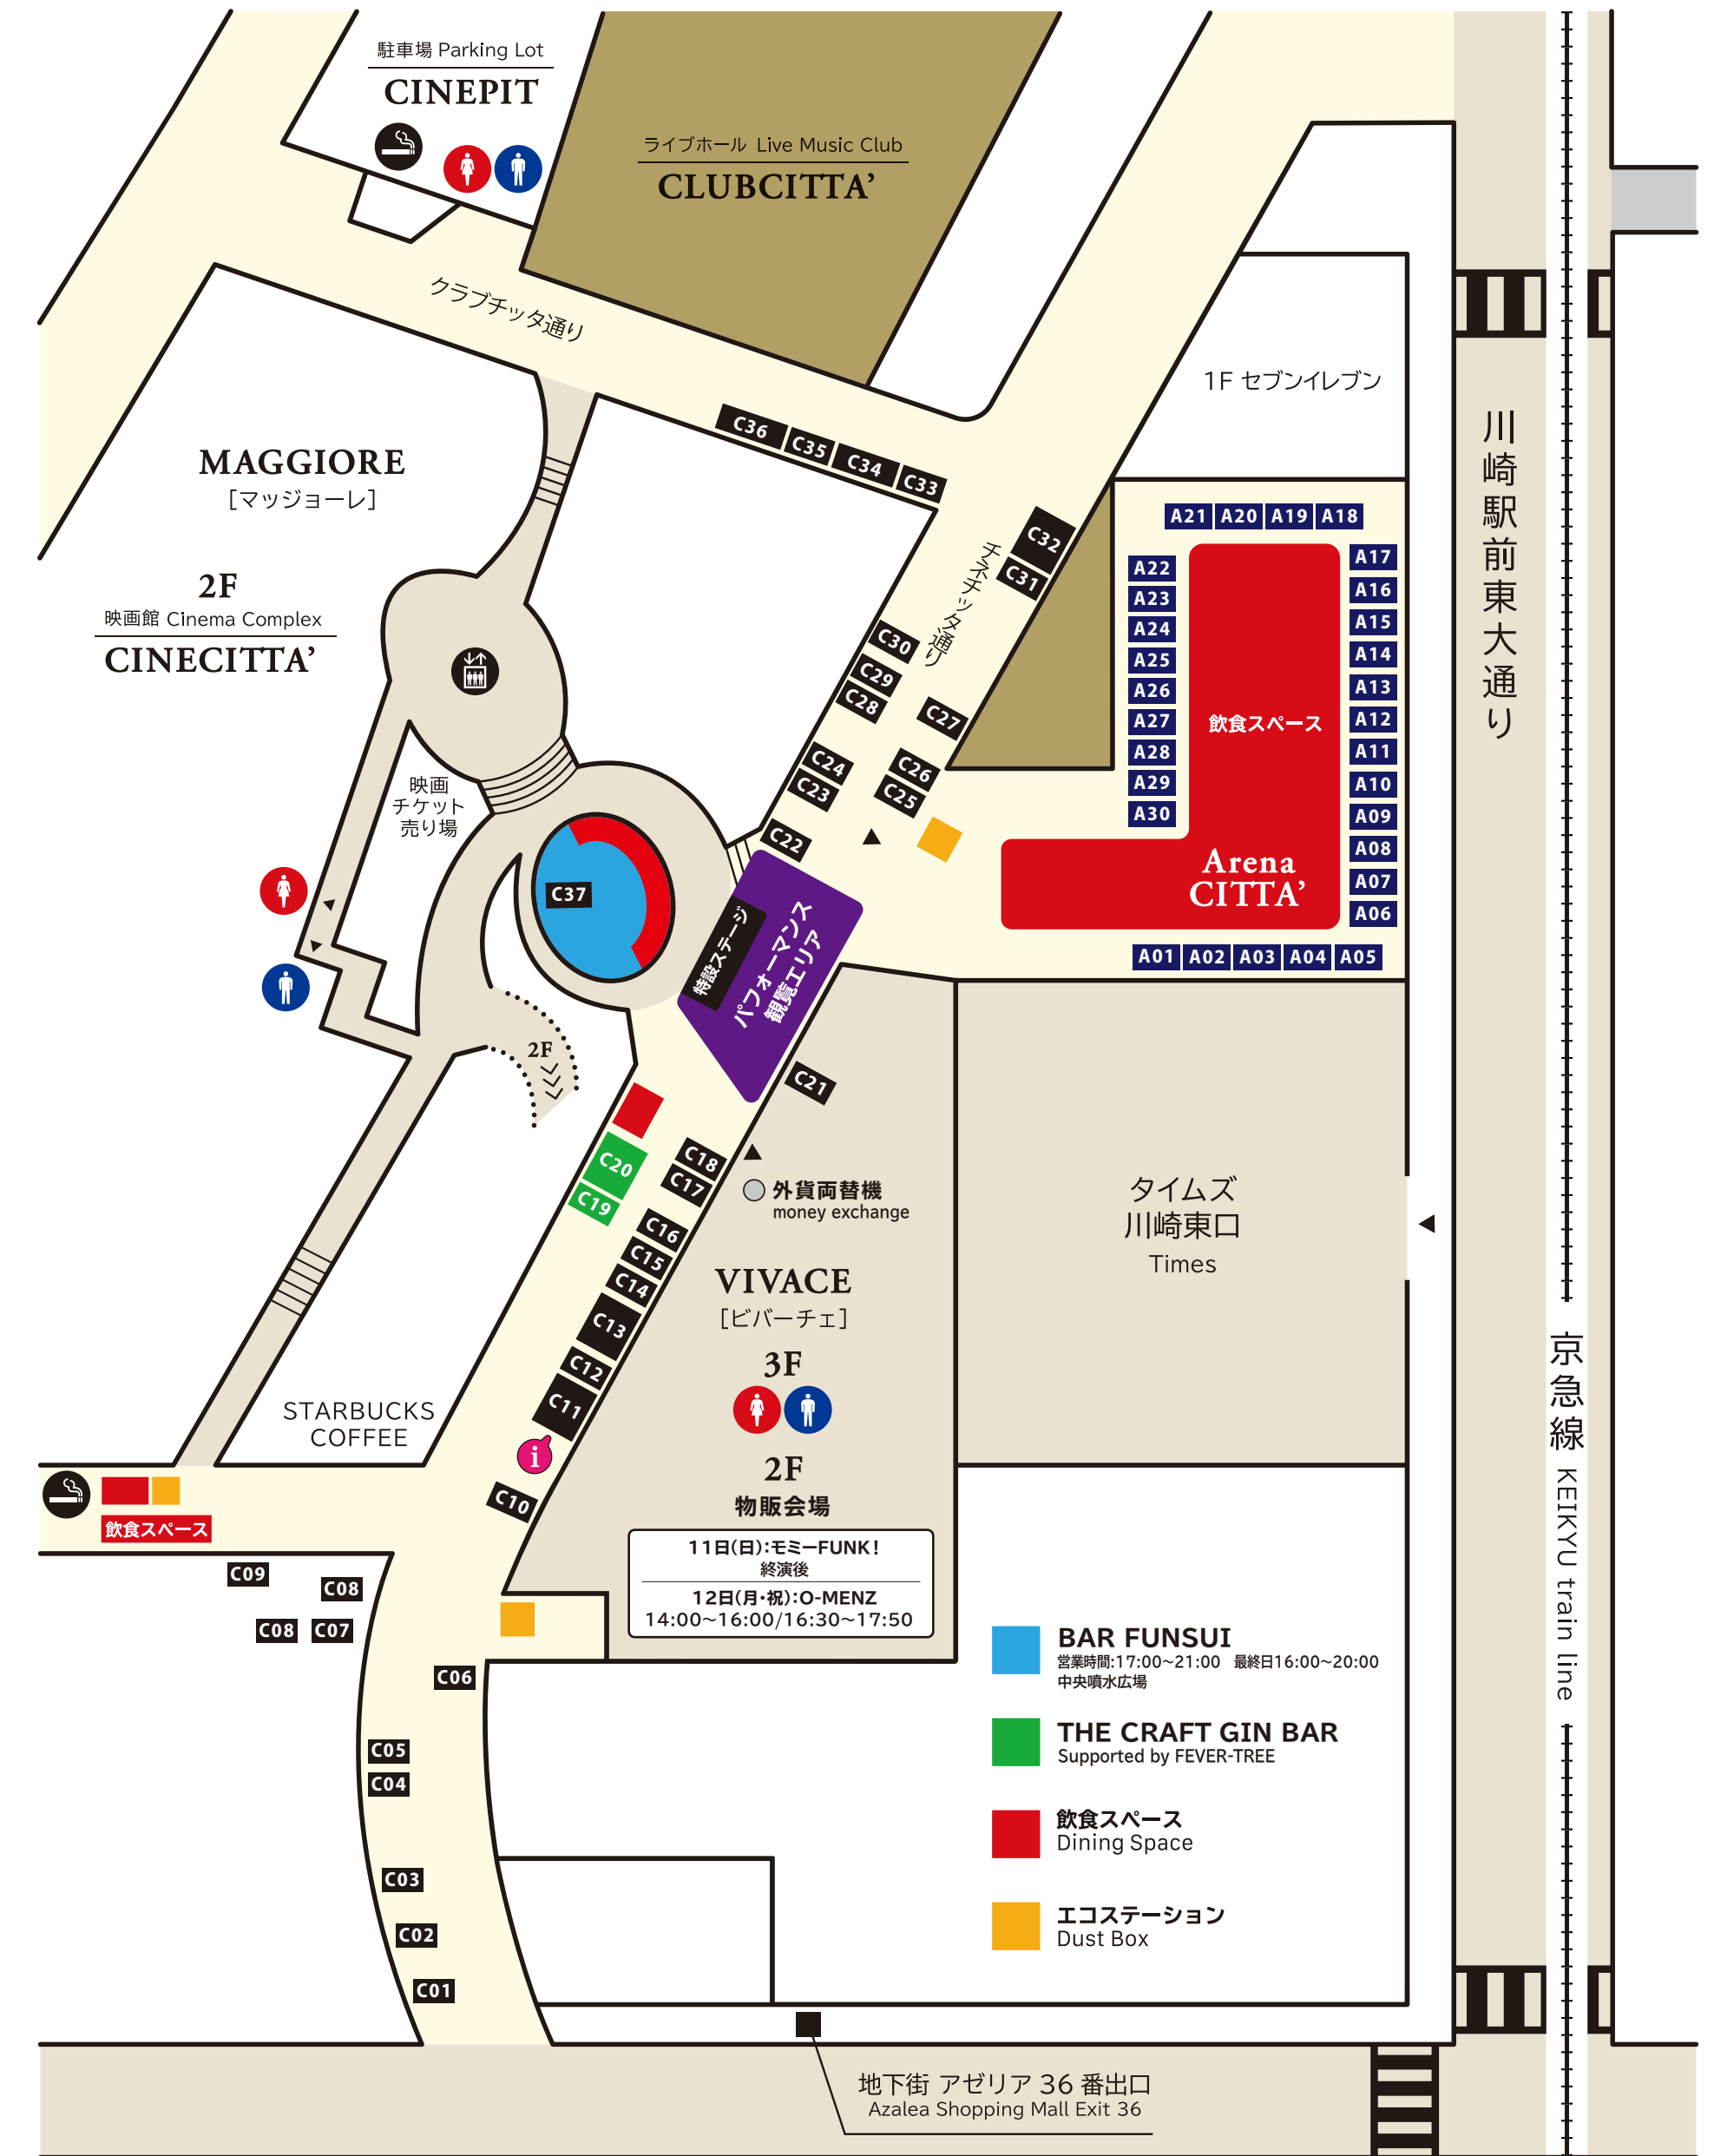 駐車場 Parking Lot
CINEPIT
ライブホール Live Music Club
CLUBCITTA’
クラブチッタ通り
1F セブンイレブン
川崎駅前東大通り
MAGGIORE
［マッジョーレ］
2F
映画館 Cinema Complex
CINECITTA’
C36
C35
C34
C33
チネチッタ通り
C32
C31
C30
C29
C28
C27
C26
C25
C24
C23
C22
A21 A20 A19 A18
A17
A16
A15
A14
A13
A12
A11
A10
A09
A08
A07
A06
A22
A23
A24
A25
A26
A27
A28
A29
A30
飲食スペース
Arena
CITTA’
A01 A02 A03 A04 A05
映画
チケット
売り場
C37
特設ステージ
パフォーマンス
観覧エリア
2F
C21
C20
C19
C18
C17
C16
C15
C14
C13
C12
C11
i
C10
外貨両替機
money exchange
VIVACE
［ビバーチェ］
3F
2F
物販会場
11日(日):モミーFUNK!
終演後
12日(月・祝):O-MENZ
14:00〜16:00/16:30〜17:50
タイムズ
川崎東口
Times
京急線 KEIKYU train line
STARBUCKS
COFFEE
飲食スペース
C09
C08
C08
C07
C06
C05
C04
C03
C02
C01
BAR FUNSUI
営業時間:17:00〜21:00 最終日16:00〜20:00
中央噴水広場
THE CRAFT GIN BAR
Supported by FEVER-TREE
飲食スペース
Dining Space
エコステーション
Dust Box
地下街 アゼリア 36 番出口
Azalea Shopping Mall Exit 36